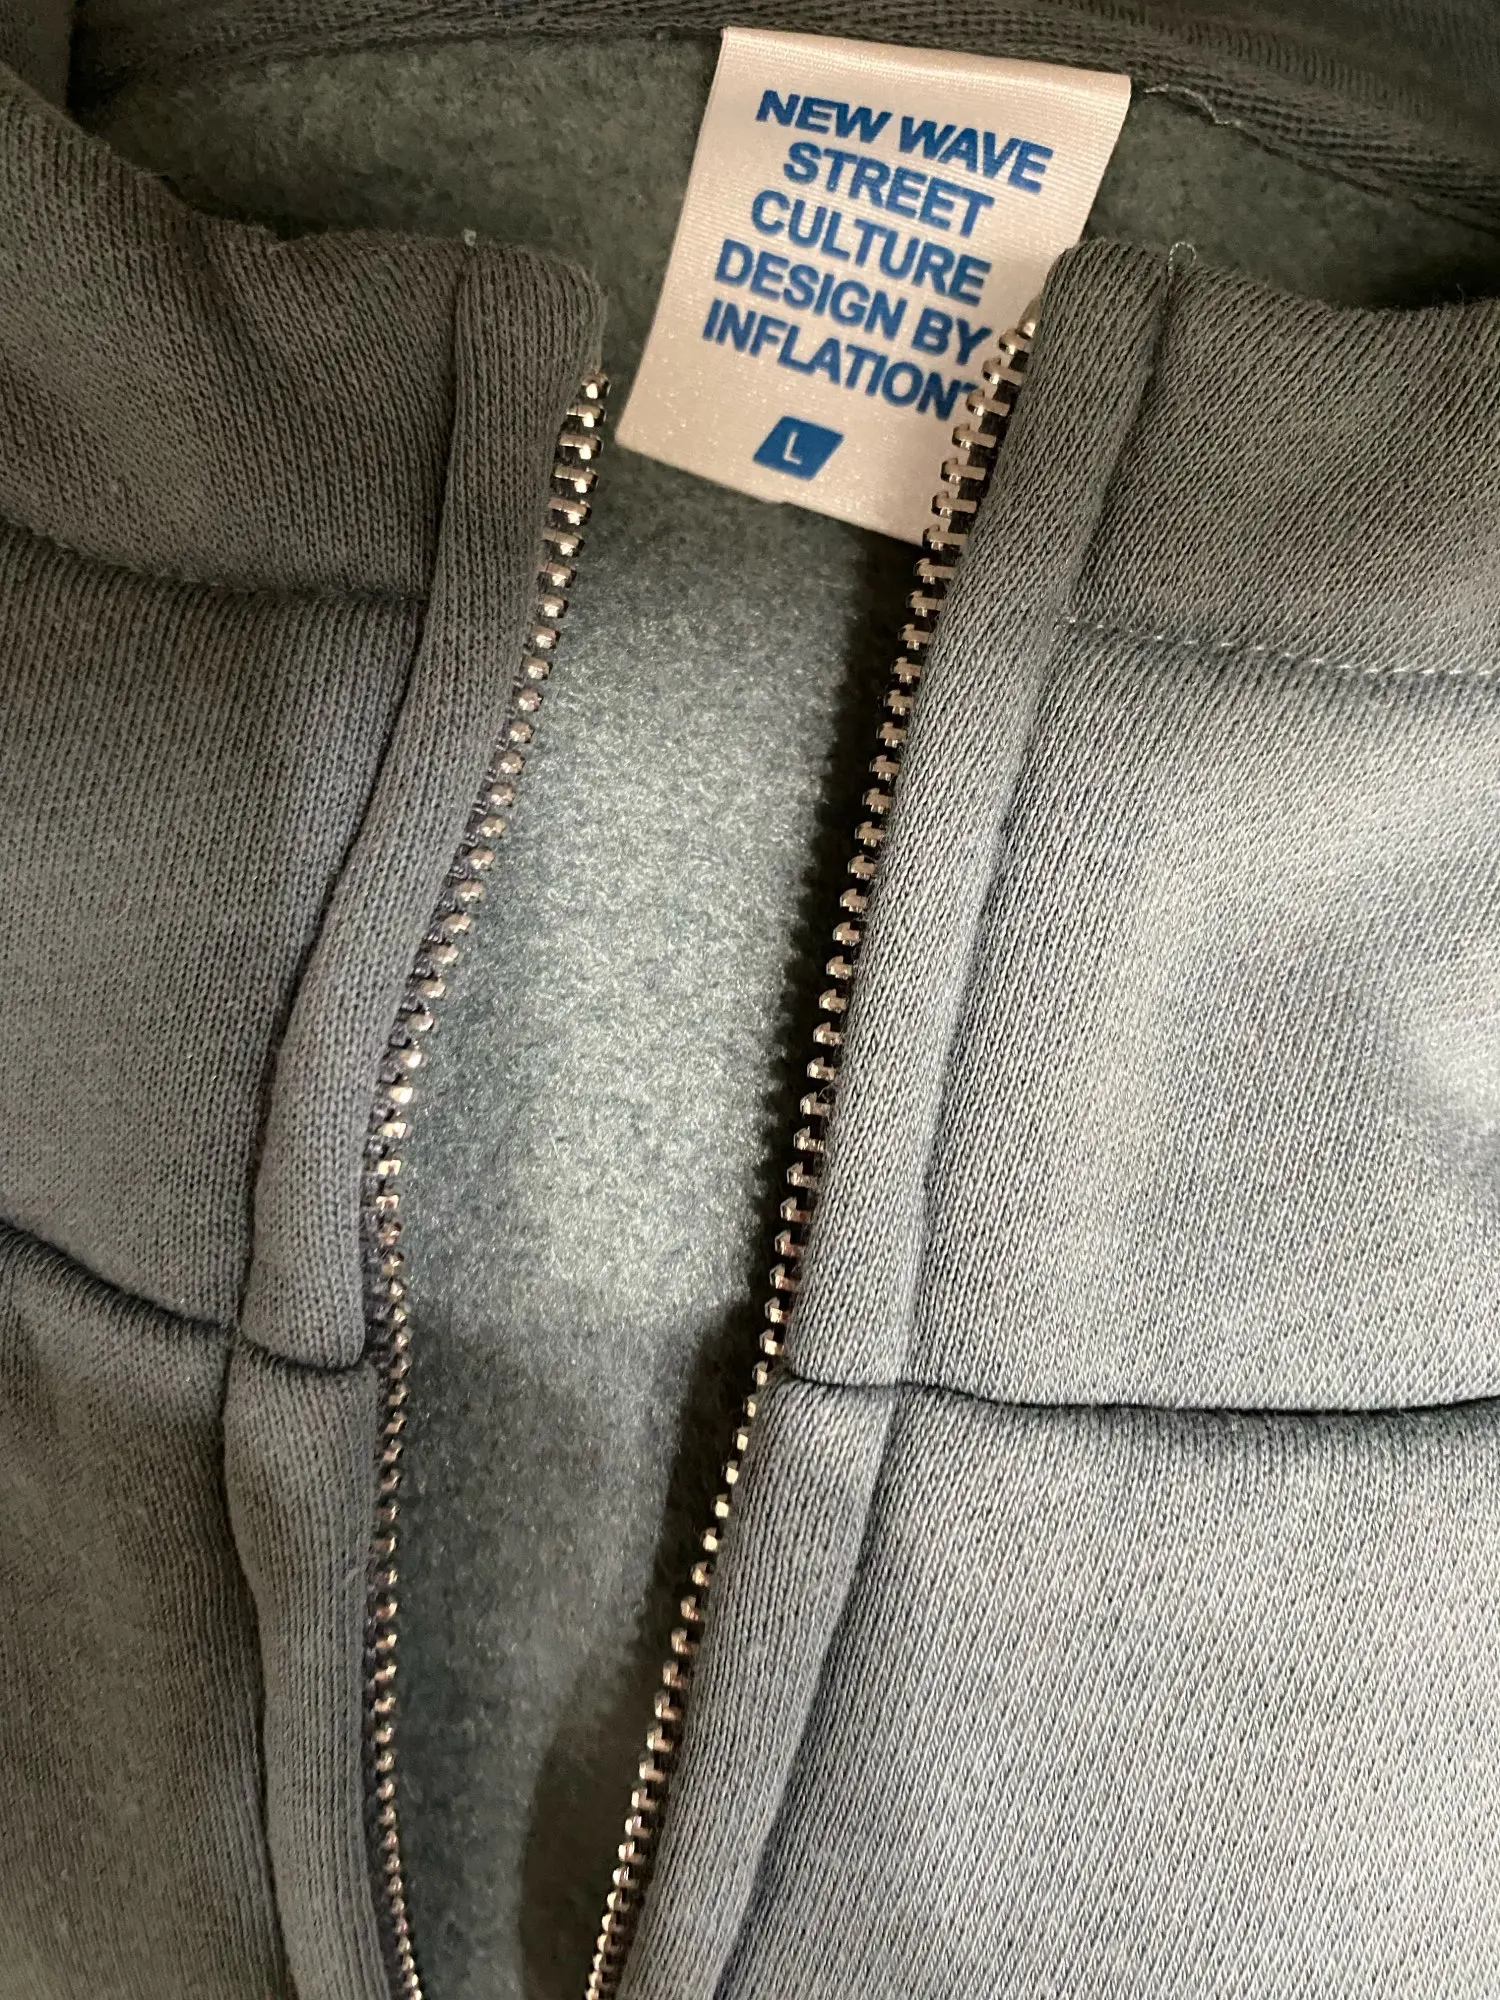 NEW WAVE
STREET
CULTURE
DESIGN BY
INFLATION
L